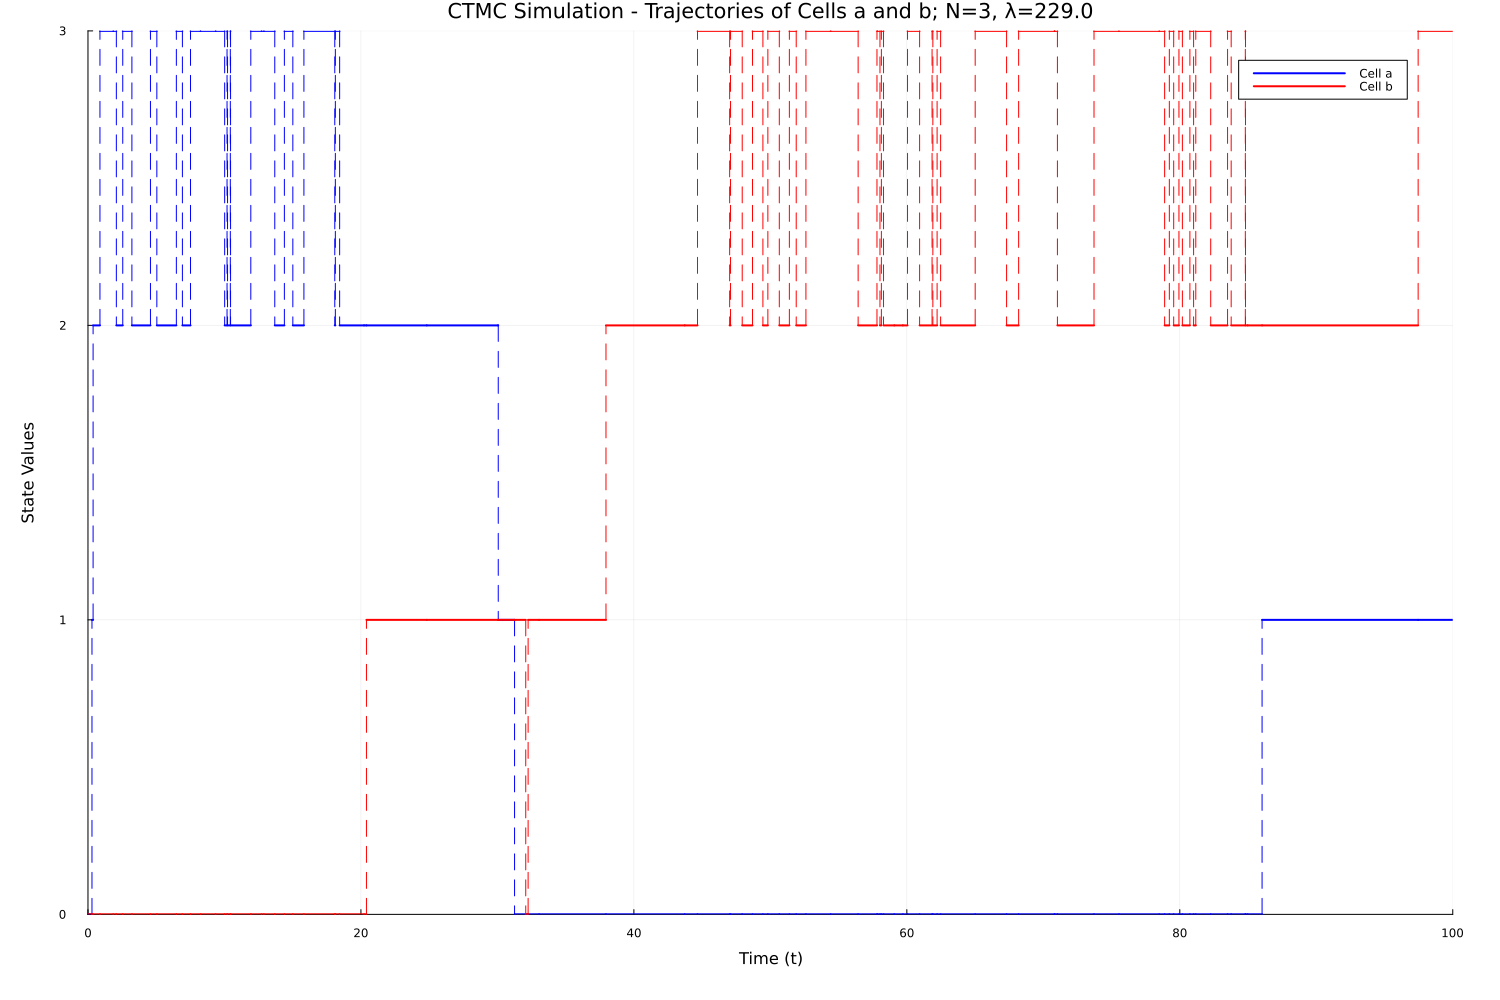 CTMC Simulation - Trajectories of Cells a and b; N=3, λ=229.0
3
Cell a
Cell b
2
State Values
1
0
0 20 40 60 80 100
Time (t)